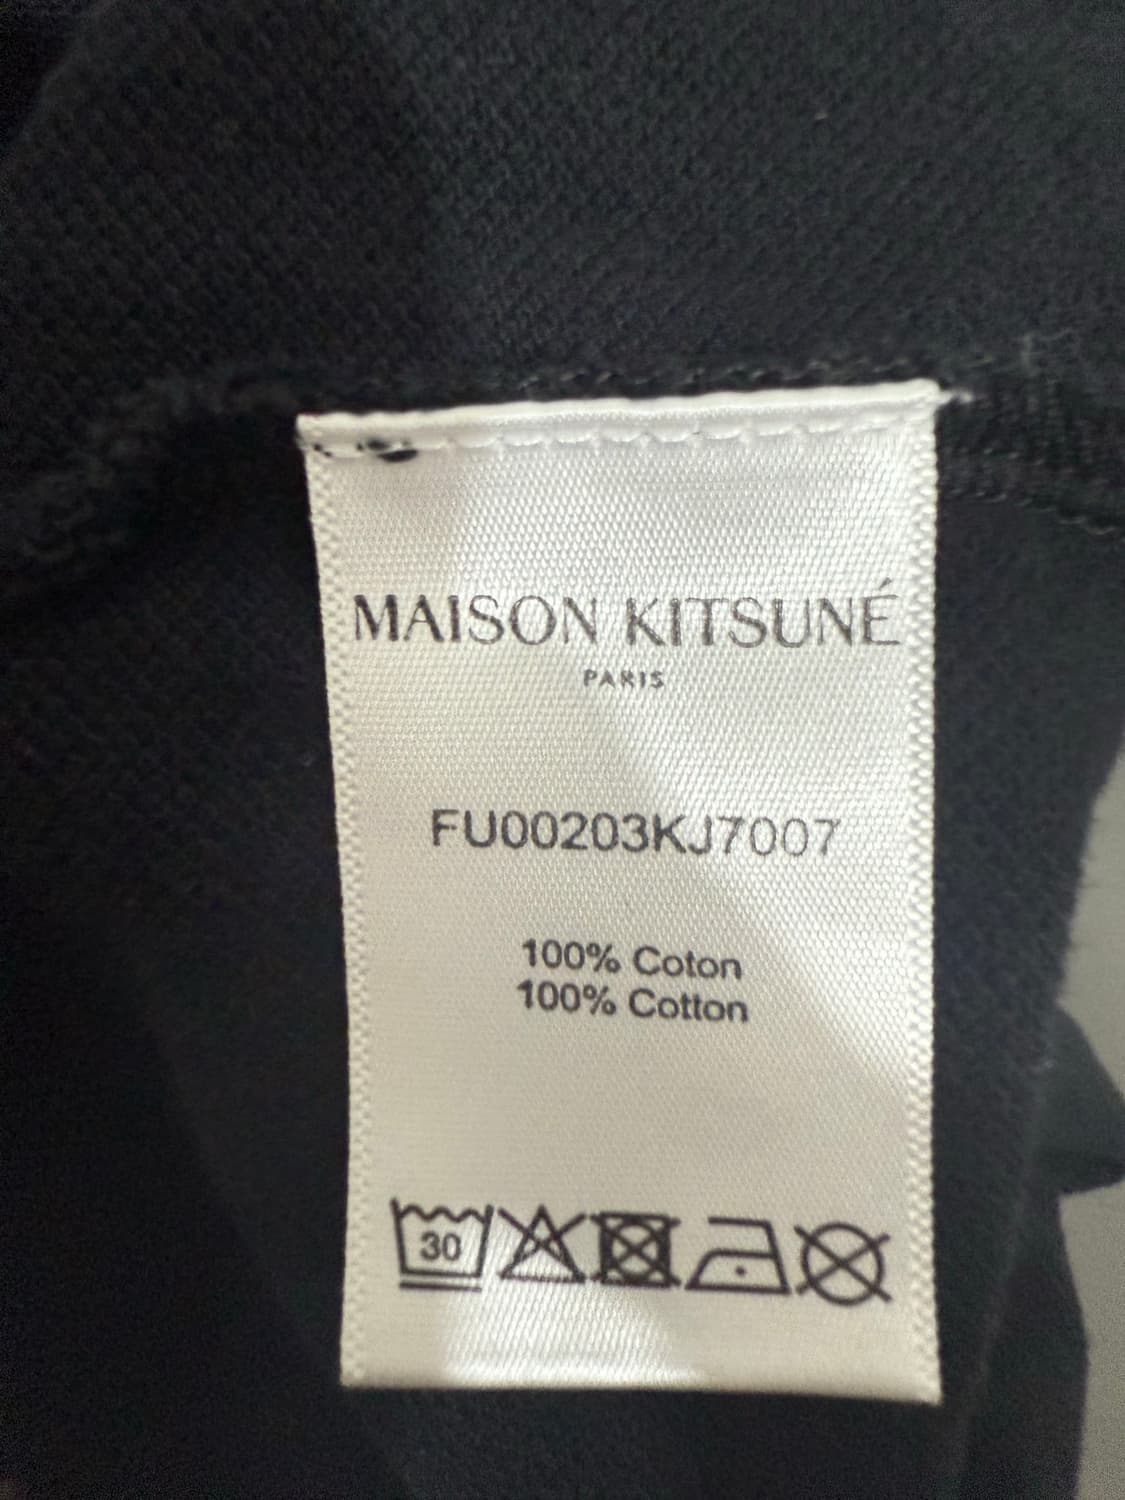 MAISON KITSUNÉ
PARIS
FU00203KJ7007
100% Coton
100% Cotton
30